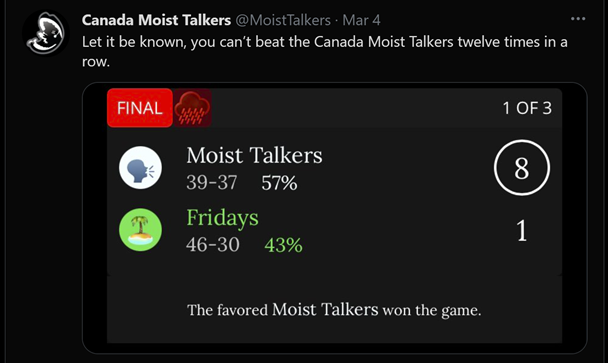 Canada Moist Talkers @MoistTalkers · Mar 4
Let it be known, you can’t beat the Canada Moist Talkers twelve times in a
row.
FINAL 1 OF 3
Moist Talkers 8
39-37 57%
Fridays 1
46-30 43%
The favored Moist Talkers won the game.